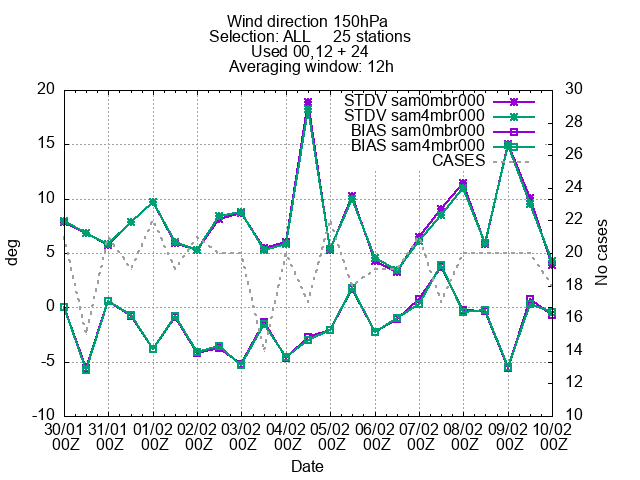 Wind direction 150hPa
Selection: ALL 25 stations
Used 00,12 + 24
Averaging window: 12h
STDV sam0mbr000
STDV sam4mbr000
BIAS sam0mbr000
BIAS sam4mbr000
CASES
20
15
10
5
0
-5
-10
deg
30
28
26
24
22
20
18
16
14
12
10
No cases
30/01 31/01 01/02 02/02 03/02 04/02 05/02 06/02 07/02 08/02 09/02 10/02
00Z 00Z 00Z 00Z 00Z 00Z 00Z 00Z 00Z 00Z 00Z 00Z
Date